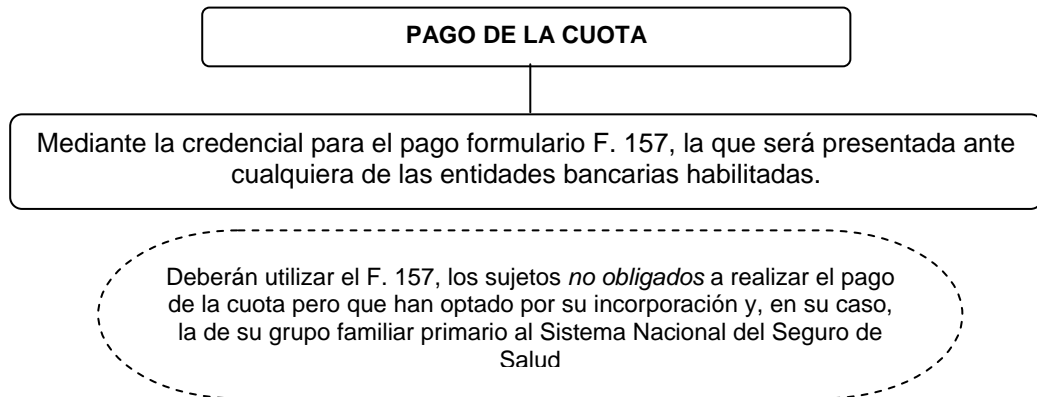 PAGO DE LA CUOTA
Mediante la credencial para el pago formulario F. 157, la que será presentada ante
cualquiera de las entidades bancarias habilitadas.
Deberán utilizar el F. 157, los sujetos no obligados a realizar el pago
de la cuota pero que han optado por su incorporación y, en su caso,
la de su grupo familiar primario al Sistema Nacional del Seguro de
Salud